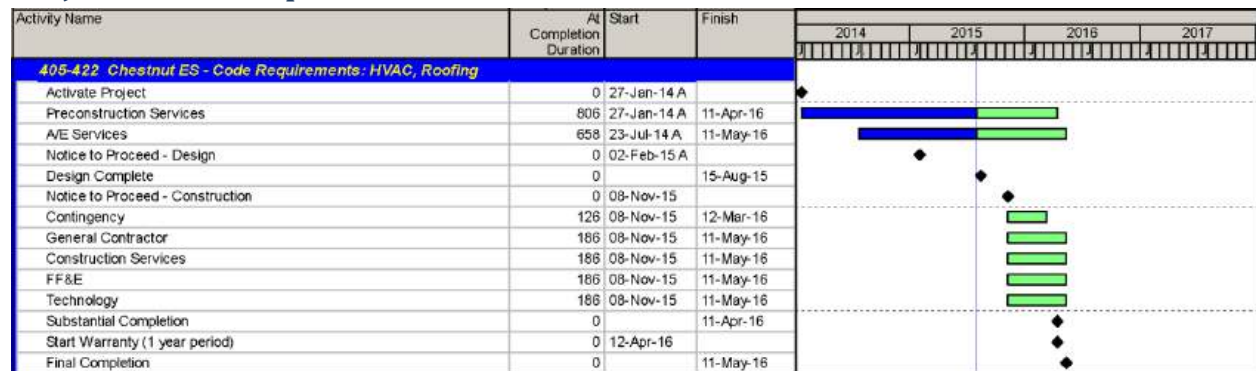 Activity Name At Completion Duration Start Finish
2014 2015 2016 2017
J J J J J J J J
405-422 Chestnut ES - Code Requirements: HVAC, Roofing
Activate Project 0 27-Jan-14 A
Preconstruction Services 806 27-Jan-14 A 11-Apr-16
A/E Services 658 23-Jul-14 A 11-May-16
Notice to Proceed - Design 0 02-Feb-15 A
Design Complete 0 15-Aug-15
Notice to Proceed - Construction 0 08-Nov-15
Contingency 126 08-Nov-15 12-Mar-16
General Contractor 186 08-Nov-15 11-May-16
Construction Services 186 08-Nov-15 11-May-16
FF&E 186 08-Nov-15 11-May-16
Technology 186 08-Nov-15 11-May-16
Substantial Completion 0 11-Apr-16
Start Warranty (1 year period) 0 12-Apr-16
Final Completion 0 11-May-16